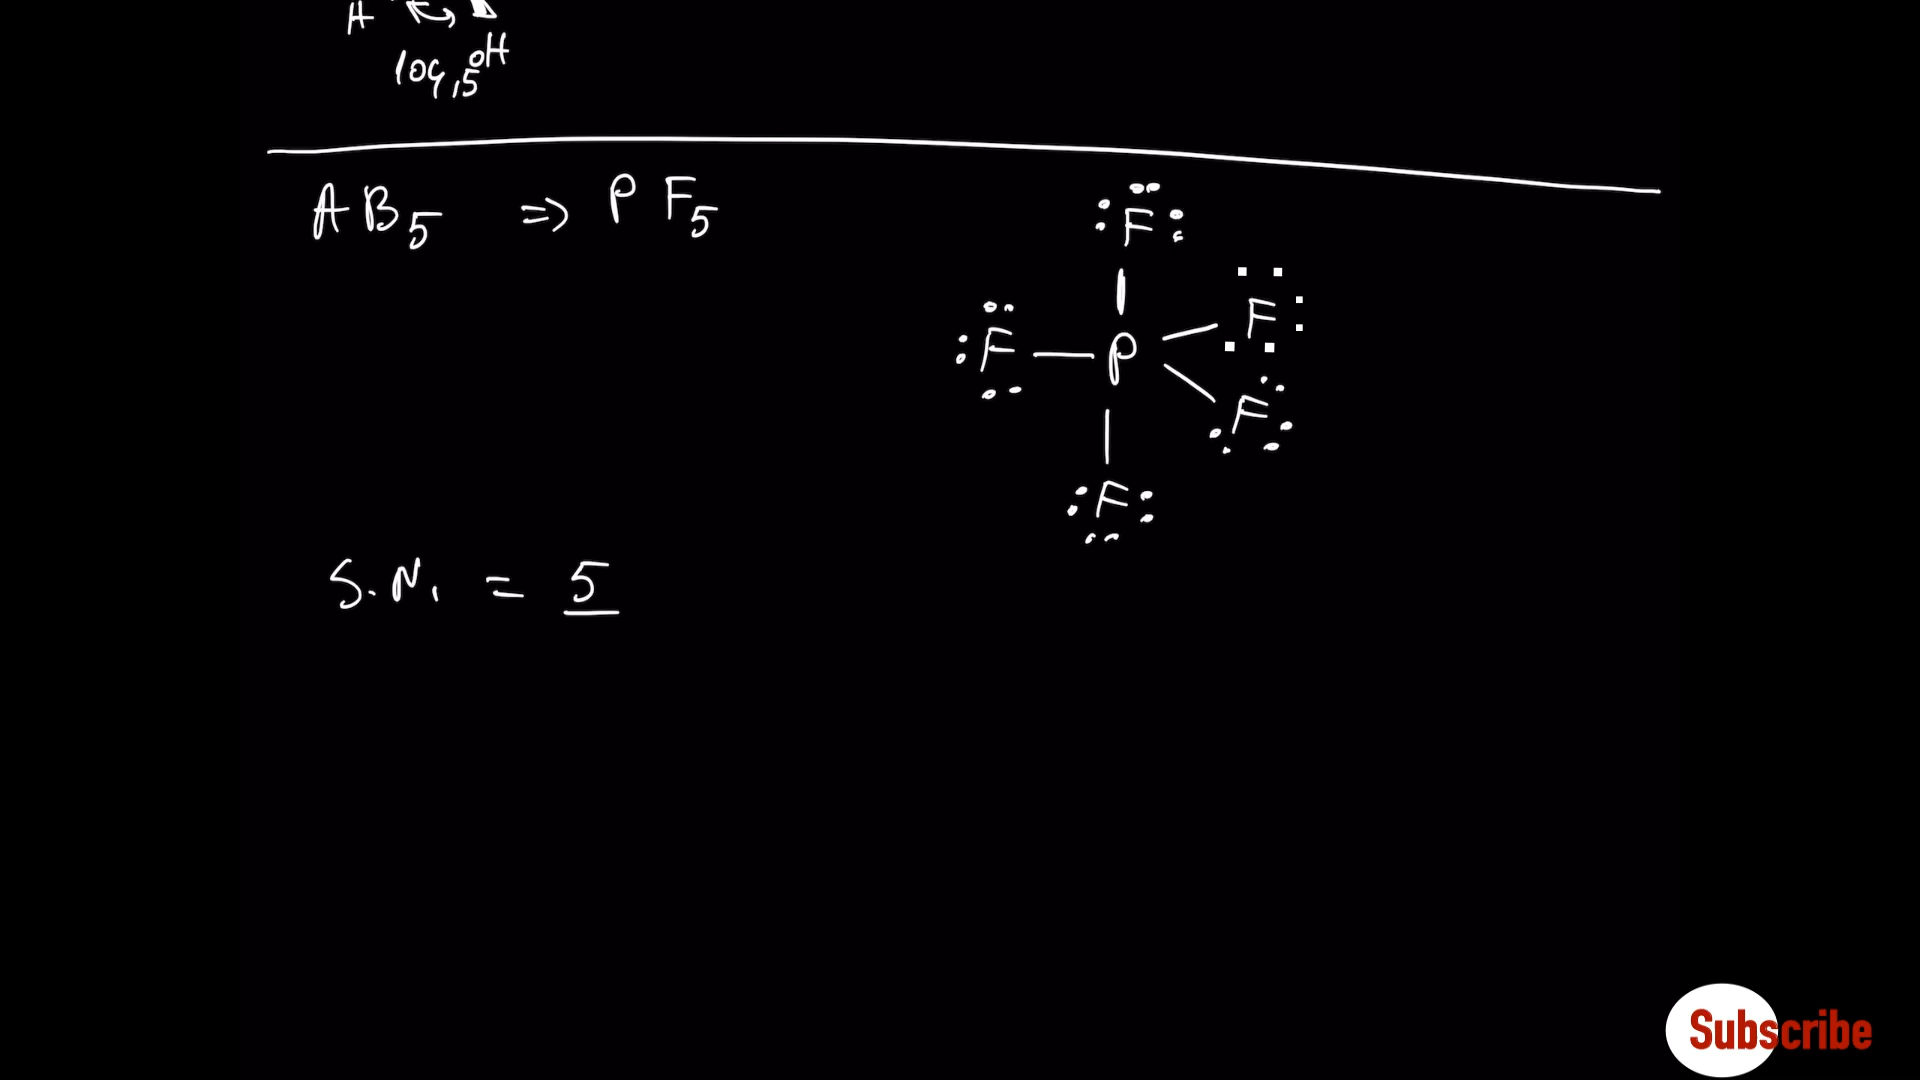 H
109.5 H
AB5 => PF5
F
F
F — P
F
F
S.N. = 5
Subscribe